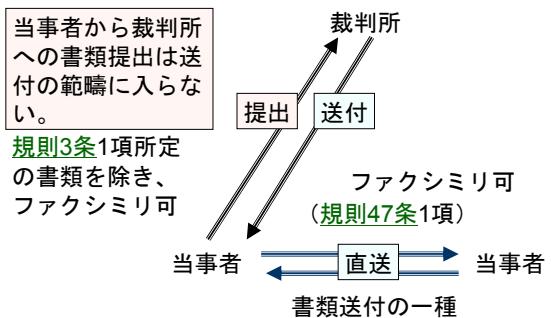 当事者から裁判所
への書類提出は送
付の範疇に入らな
い。
規則3条1項所定
の書類を除き、
ファクシミリ可
裁判所
提出
送付
ファクシミリ可
（規則47条1項）
当事者
直送
当事者
書類送付の一種